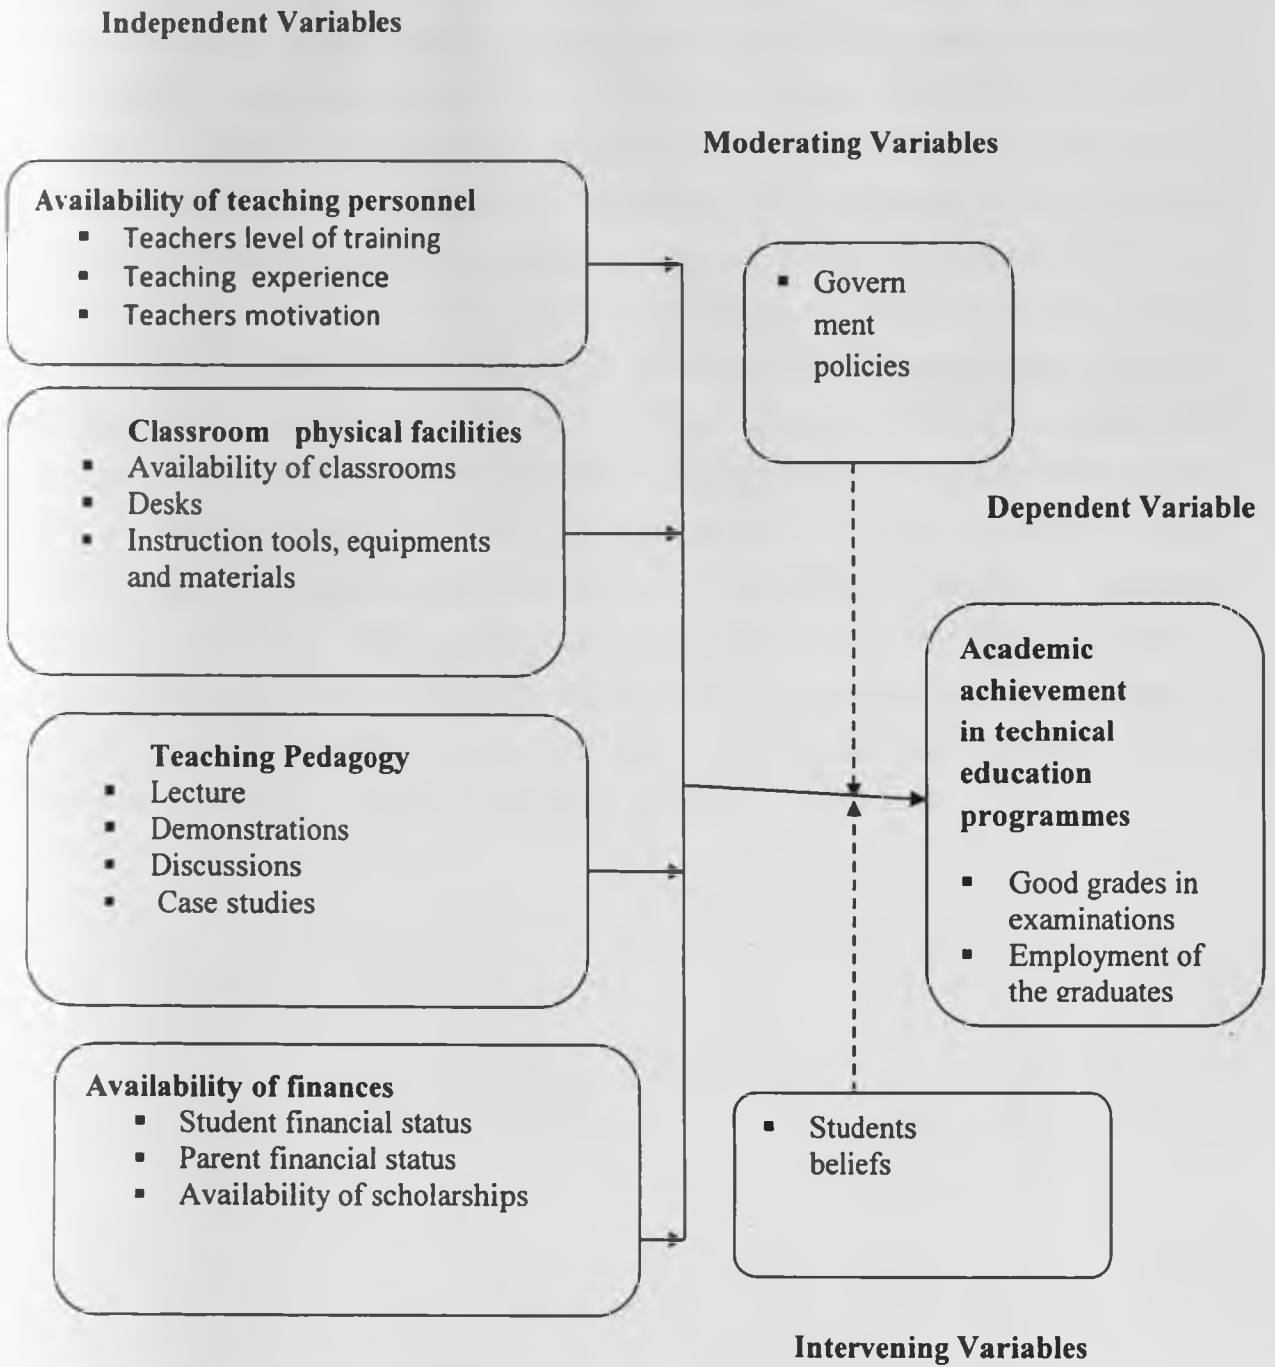 Independent Variables
Moderating Variables
Availability of teaching personnel
▪ Teachers level of training
▪ Teaching experience
▪ Teachers motivation
▪ Govern
ment
policies
Classroom physical facilities
▪ Availability of classrooms
▪ Desks
▪ Instruction tools, equipments
and materials
Dependent Variable
Teaching Pedagogy
▪ Lecture
▪ Demonstrations
▪ Discussions
▪ Case studies
Academic
achievement
in technical
education
programmes
▪ Good grades in
examinations
▪ Employment of
the graduates
Availability of finances
▪ Student financial status
▪ Parent financial status
▪ Availability of scholarships
▪ Students
beliefs
Intervening Variables